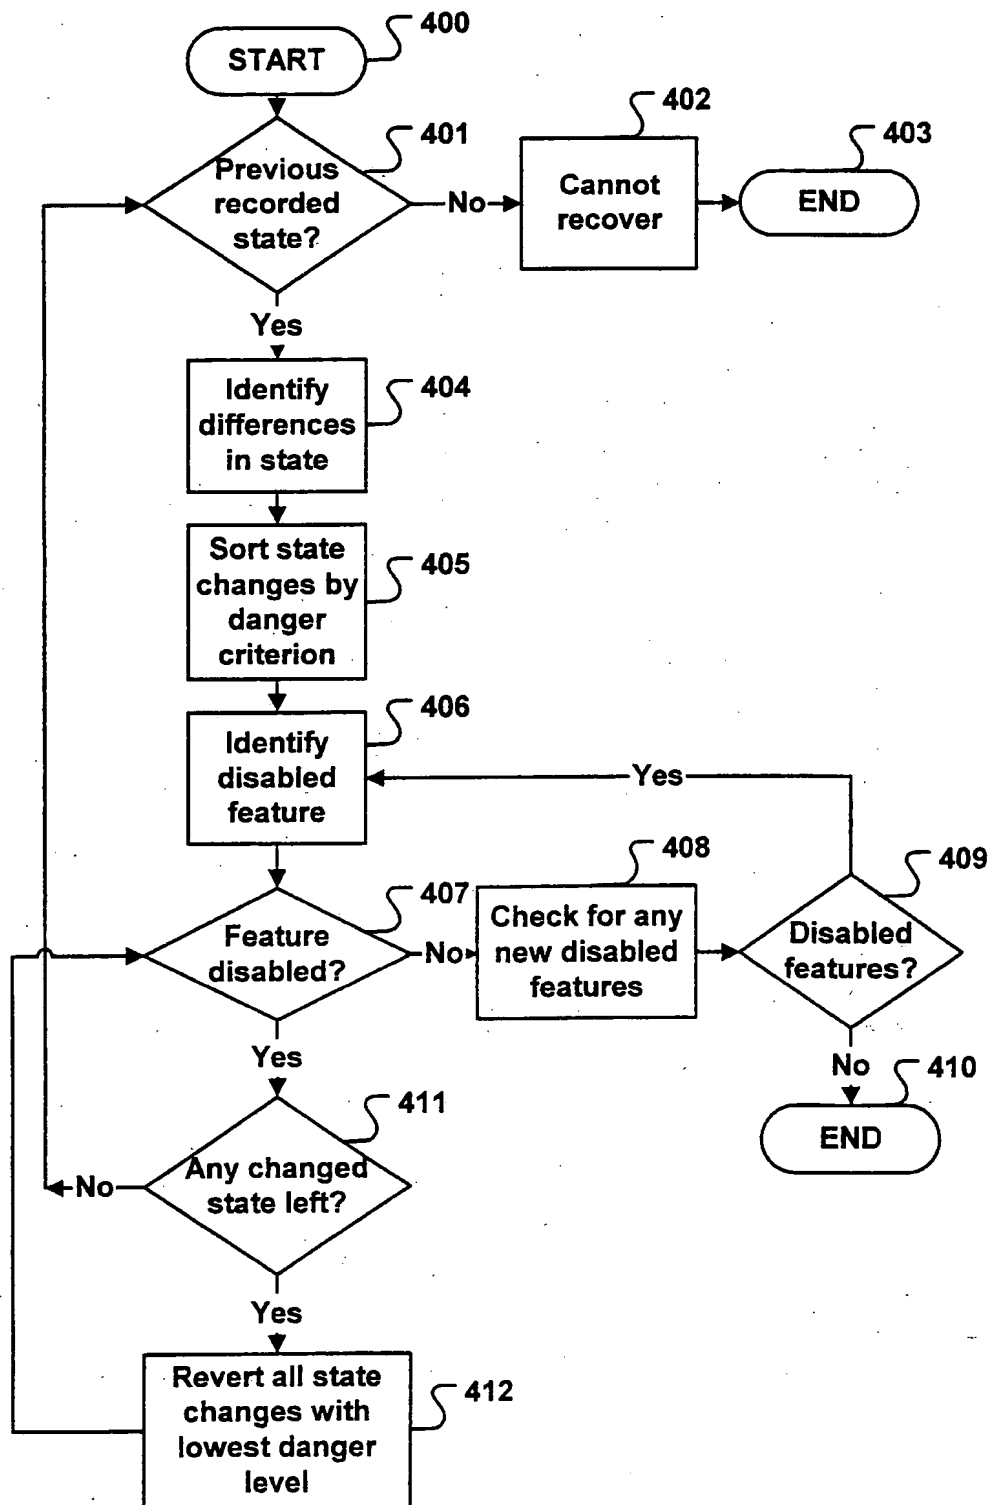 START
400
Previous
recorded
state?
401
No
Cannot
recover
402
END
403
Yes
Identify
differences
in state
404
Sort state
changes by
danger
criterion
405
Identify
disabled
feature
406
Yes
Feature
disabled?
407
No
Check for any
new disabled
features
408
Disabled
features?
409
No
END
410
Yes
Any changed
state left?
411
No
Yes
Revert all state
changes with
lowest danger
level
412